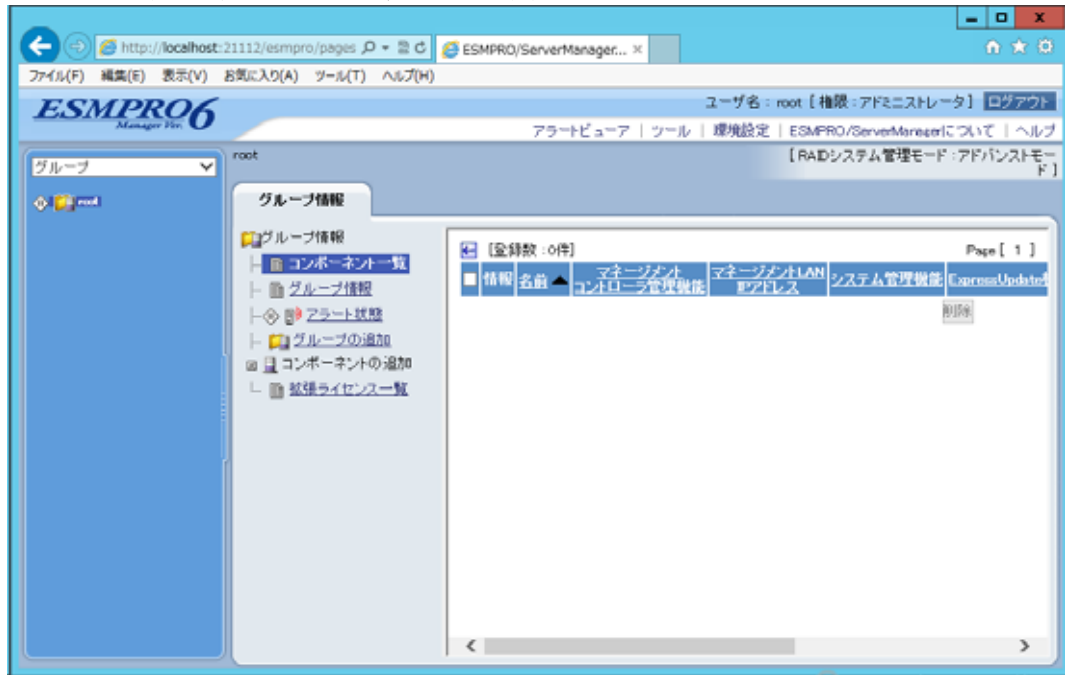 http://localhost:21112/esmpro/pages
ESMPRO/ServerManager...
ファイル(F) 編集(E) 表示(V) お気に入り(A) ツール(T) ヘルプ(H)
ESMPRO6
Manager Ver.
ユーザ名 : root [ 権限 : アドミニストレータ ] ログアウト
アラートビューア | ツール | 環境設定 | ESMPRO/ServerManagerについて | ヘルプ
グループ
root
root
[ RAIDシステム管理モード : アドバンストモード ]
グループ情報
グループ情報
コンポーネント一覧
グループ情報
アラート状態
グループの追加
コンポーネントの追加
拡張ライセンス一覧
[登録数 : 0件]
Page [ 1 ]
情報 名前 マネージメントコントローラ管理機能 マネージメントLAN IPアドレス システム管理機能 ExpressUpdate
削除